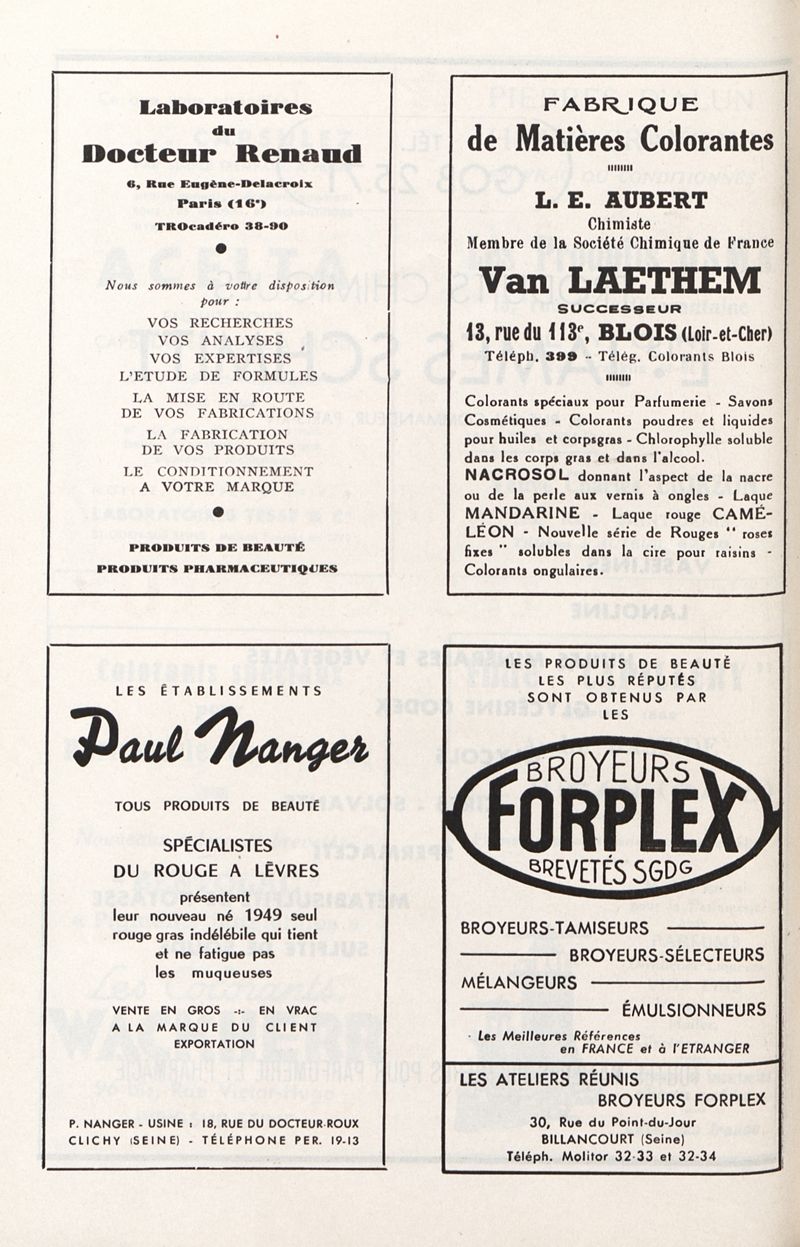 Laboratoires
du
Docteur Renaud
6, Rue Eugène-Delacroix
Paris (16e)
TROcadéro 38-90
Nous sommes à votre disposition
pour :
VOS RECHERCHES
VOS ANALYSES
VOS EXPERTISES
L'ETUDE DE FORMULES
LA MISE EN ROUTE
DE VOS FABRICATIONS
LA FABRICATION
DE VOS PRODUITS
LE CONDITIONNEMENT
A VOTRE MARQUE
PRODUITS DE BEAUTÉ
PRODUITS PHARMACEUTIQUES
FABRIQUE
de Matières Colorantes
L. E. AUBERT
Chimiste
Membre de la Société Chimique de France
Van LAETHEM
SUCCESSEUR
13, rue du 113e, BLOIS (Loir-et-Cher)
Téléph. 399 -- Télég. Colorants Blois
Colorants spéciaux pour Parfumerie - Savons
Cosmétiques - Colorants poudres et liquides
pour huiles et corps gras - Chlorophylle soluble
dans les corps gras et dans l'alcool.
NACROSOL donnant l'aspect de la nacre
ou de la perle aux vernis à ongles - Laque
MANDARINE - Laque rouge CAMÉ-
LÉON - Nouvelle série de Rouges " roses
fixes " solubles dans la cire pour raisins -
Colorants ongulaires.
LES ÉTABLISSEMENTS
Paul Nanger
TOUS PRODUITS DE BEAUTÉ
SPÉCIALISTES
DU ROUGE A LÈVRES
présentent
leur nouveau né 1949 seul
rouge gras indélébile qui tient
et ne fatigue pas
les muqueuses
VENTE EN GROS -:- EN VRAC
A LA MARQUE DU CLIENT
EXPORTATION
P. NANGER - USINE : 18, RUE DU DOCTEUR-ROUX
CLICHY (SEINE) - TÉLÉPHONE PER. 19-13
LES PRODUITS DE BEAUTÉ
LES PLUS RÉPUTÉS
SONT OBTENUS PAR
LES
BROYEURS
FORPLEX
BREVETÉS SGDG
BROYEURS-TAMISEURS
BROYEURS-SÉLECTEURS
MÉLANGEURS
ÉMULSIONNEURS
Les Meilleures Références
en FRANCE et à l'ETRANGER
LES ATELIERS RÉUNIS
BROYEURS FORPLEX
30, Rue du Point-du-Jour
BILLANCOURT (Seine)
Téléph. Molitor 32-33 et 32-34